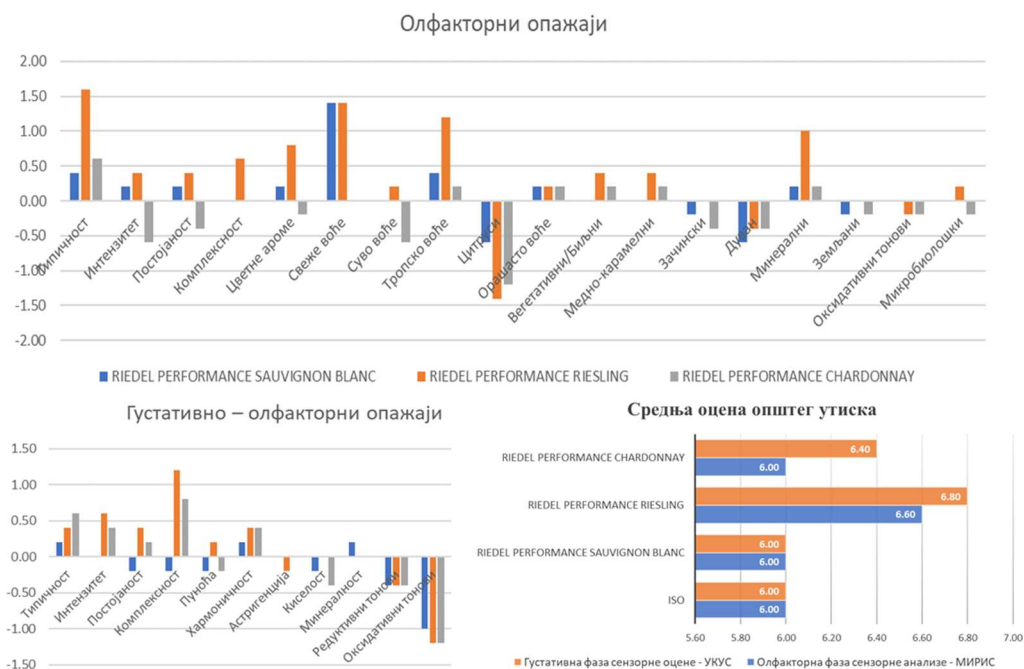 Олфакторни опажаји
2.00
1.50
1.00
0.50
0.00
-0.50
-1.00
-1.50
-2.00
Типичност
Интензитет
Постојаност
Комплексност
Цветне ароме
Свеже воће
Суво воће
Тропско воће
Цитруси
Орашасто воће
Вегетативни/Биљни
Медно-карамелни
Зачински
Дуван
Минерални
Земљани
Оксидативни тонови
Микробиолошки
RIEDEL PERFORMANCE SAUVIGNON BLANC RIEDEL PERFORMANCE RIESLING RIEDEL PERFORMANCE CHARDONNAY
Густативно – олфакторни опажаји
1.50
1.00
0.50
0.00
-0.50
-1.00
-1.50
Типичност
Интензитет
Постојаност
Комплексност
Пуноћа
Хармоничност
Астригенција
Киселост
Минералност
Редуктивни тонови
Оксидативни тонови
Средња оцена општег утиска
RIEDEL PERFORMANCE CHARDONNAY
6.40
6.00
RIEDEL PERFORMANCE RIESLING
6.80
6.60
RIEDEL PERFORMANCE SAUVIGNON BLANC
6.00
6.00
ISO
6.00
6.00
5.60 5.80 6.00 6.20 6.40 6.60 6.80 7.00
Густативна фаза сензорне оцене - УКУС Олфакторна фаза сензорне анализе - МИРИС